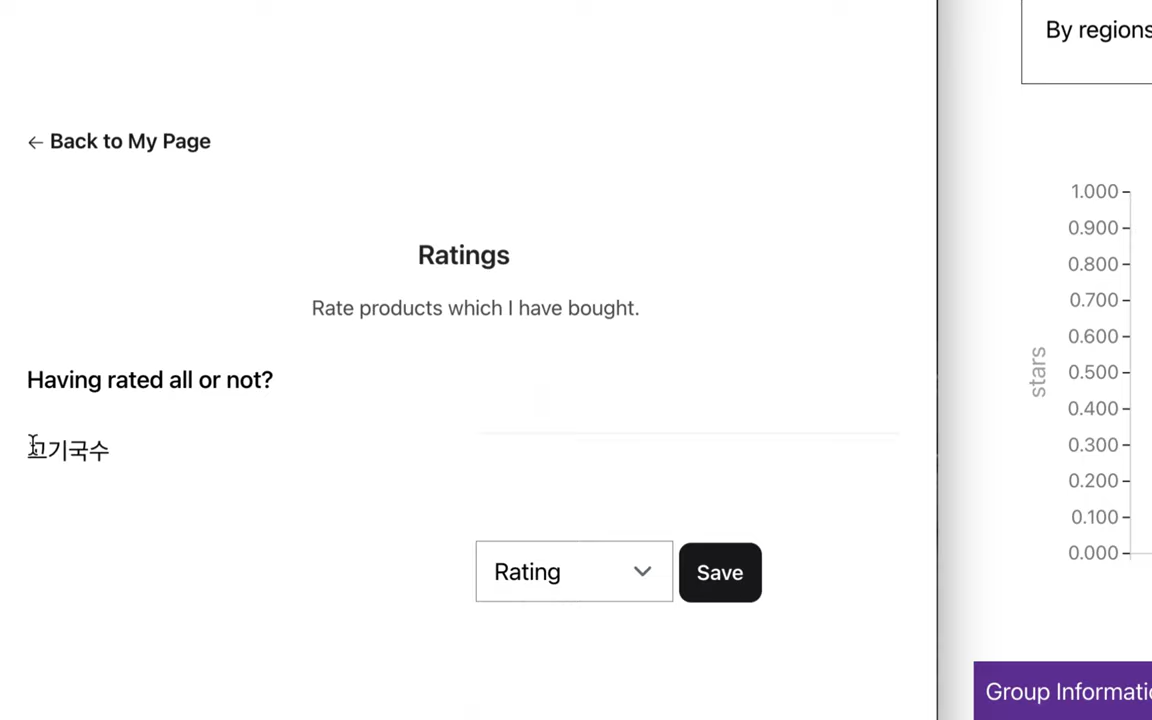 By regions
← Back to My Page
Ratings
Rate products which I have bought.
Having rated all or not?
고기국수
Rating
Save
1.000
0.900
0.800
0.700
0.600
0.500
0.400
0.300
0.200
0.100
0.000
stars
Group Informati